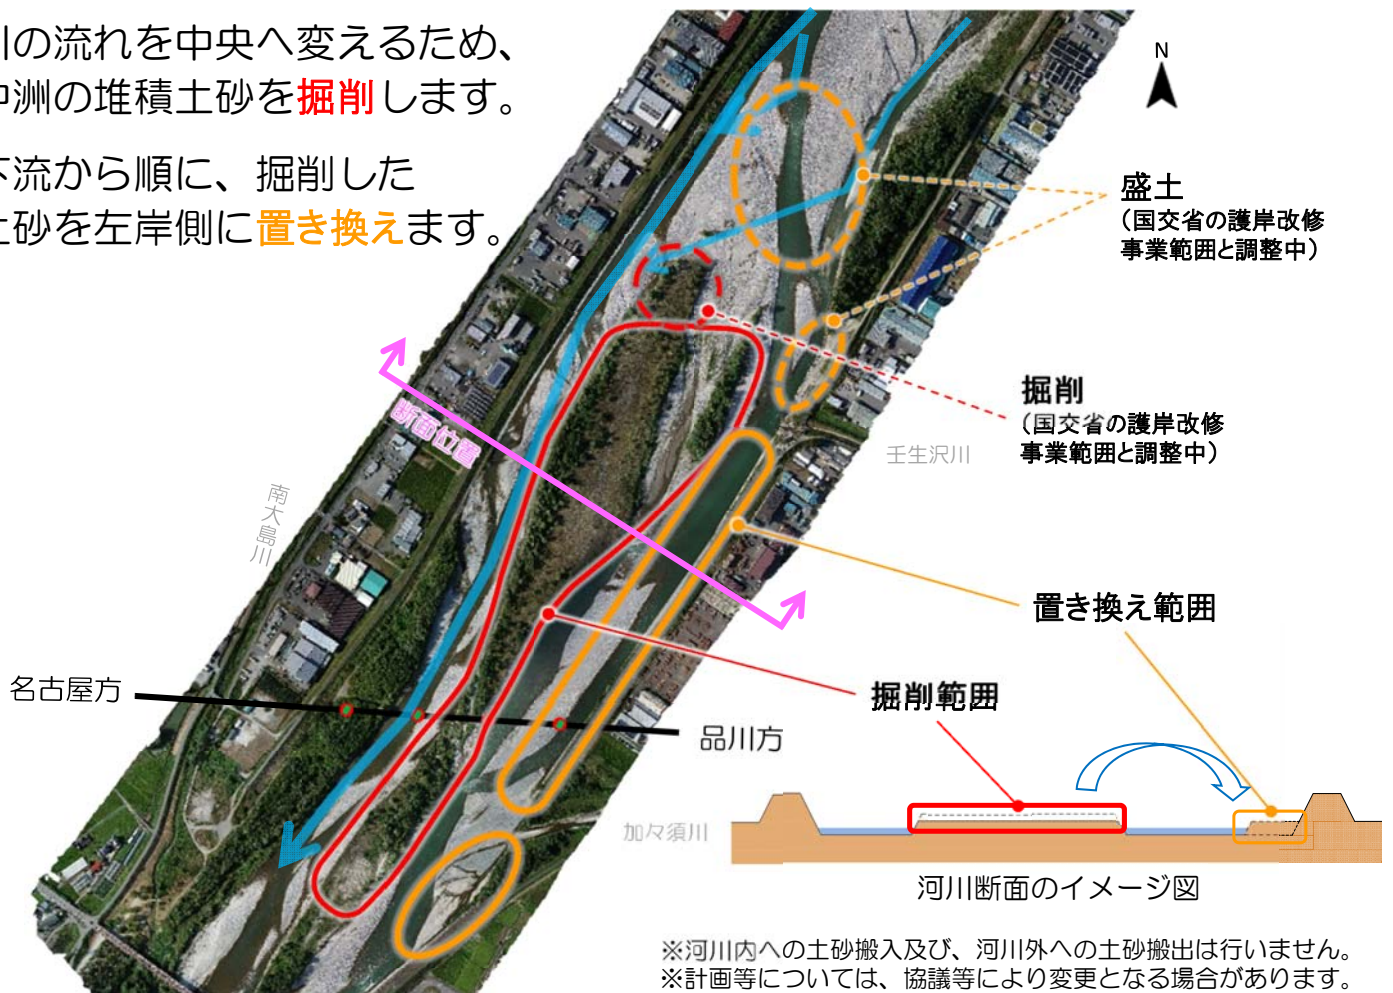 の流れを中央へ変えるため、
洲の堆積土砂を掘削します。
流から順に、掘削した
土砂を左岸側に置き換えます。
N
盛土
(国交省の護岸改修
事業範囲と調整中)
掘削
(国交省の護岸改修
事業範囲と調整中)
断面位置
壬生沢川
南大島川
置き換え範囲
掘削範囲
名古屋方
品川方
加々須川
河川断面のイメージ図
※河川内への土砂搬入及び、河川外への土砂搬出は行いません。
※計画等については、協議等により変更となる場合があります。